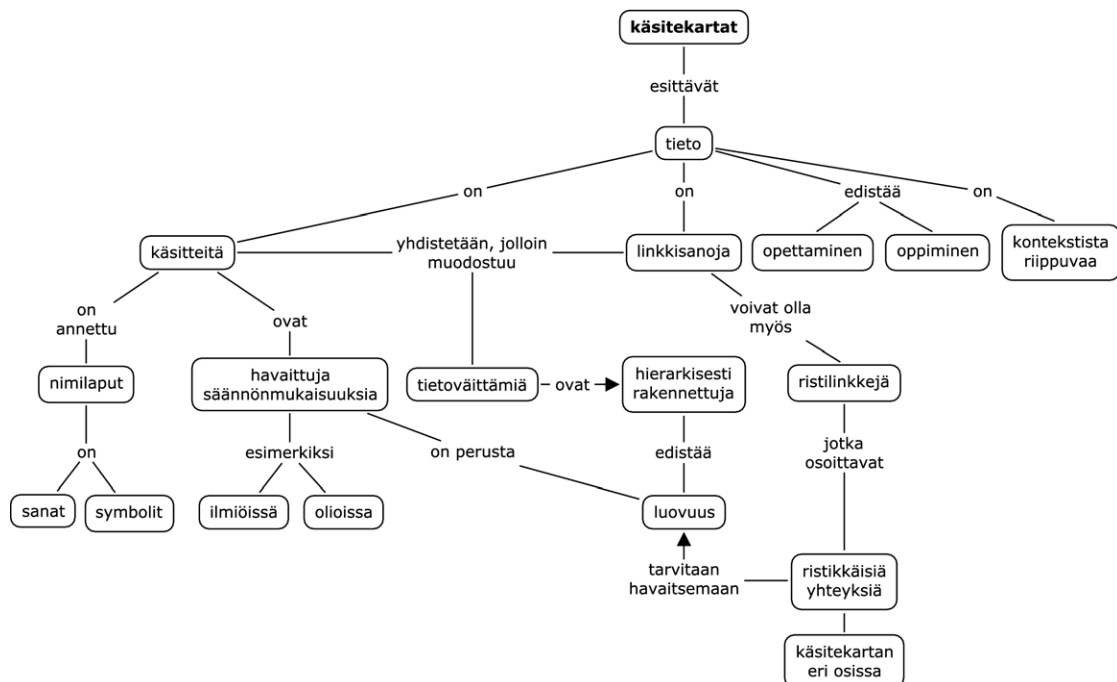 käsitekartat
esittävät
tieto
on
on
edistää
on
käsitteitä
yhdistetään, jolloin
muodostuu
linkkisanoja
opettaminen
oppiminen
kontekstista
riippuvaa
on
annettu
ovat
voivat olla
myös
nimilaput
havaittuja
säännönmukaisuuksia
tietoväittämiä
ovat
hierarkisesti
rakennettuja
ristilinkkejä
on
esimerkiksi
on perusta
edistää
jotka
osoittavat
sanat
symbolit
ilmiöissä
olioissa
luovuus
tarvitaan
havaitsemaan
ristikkäisiä
yhteyksiä
käsitekartan
eri osissa